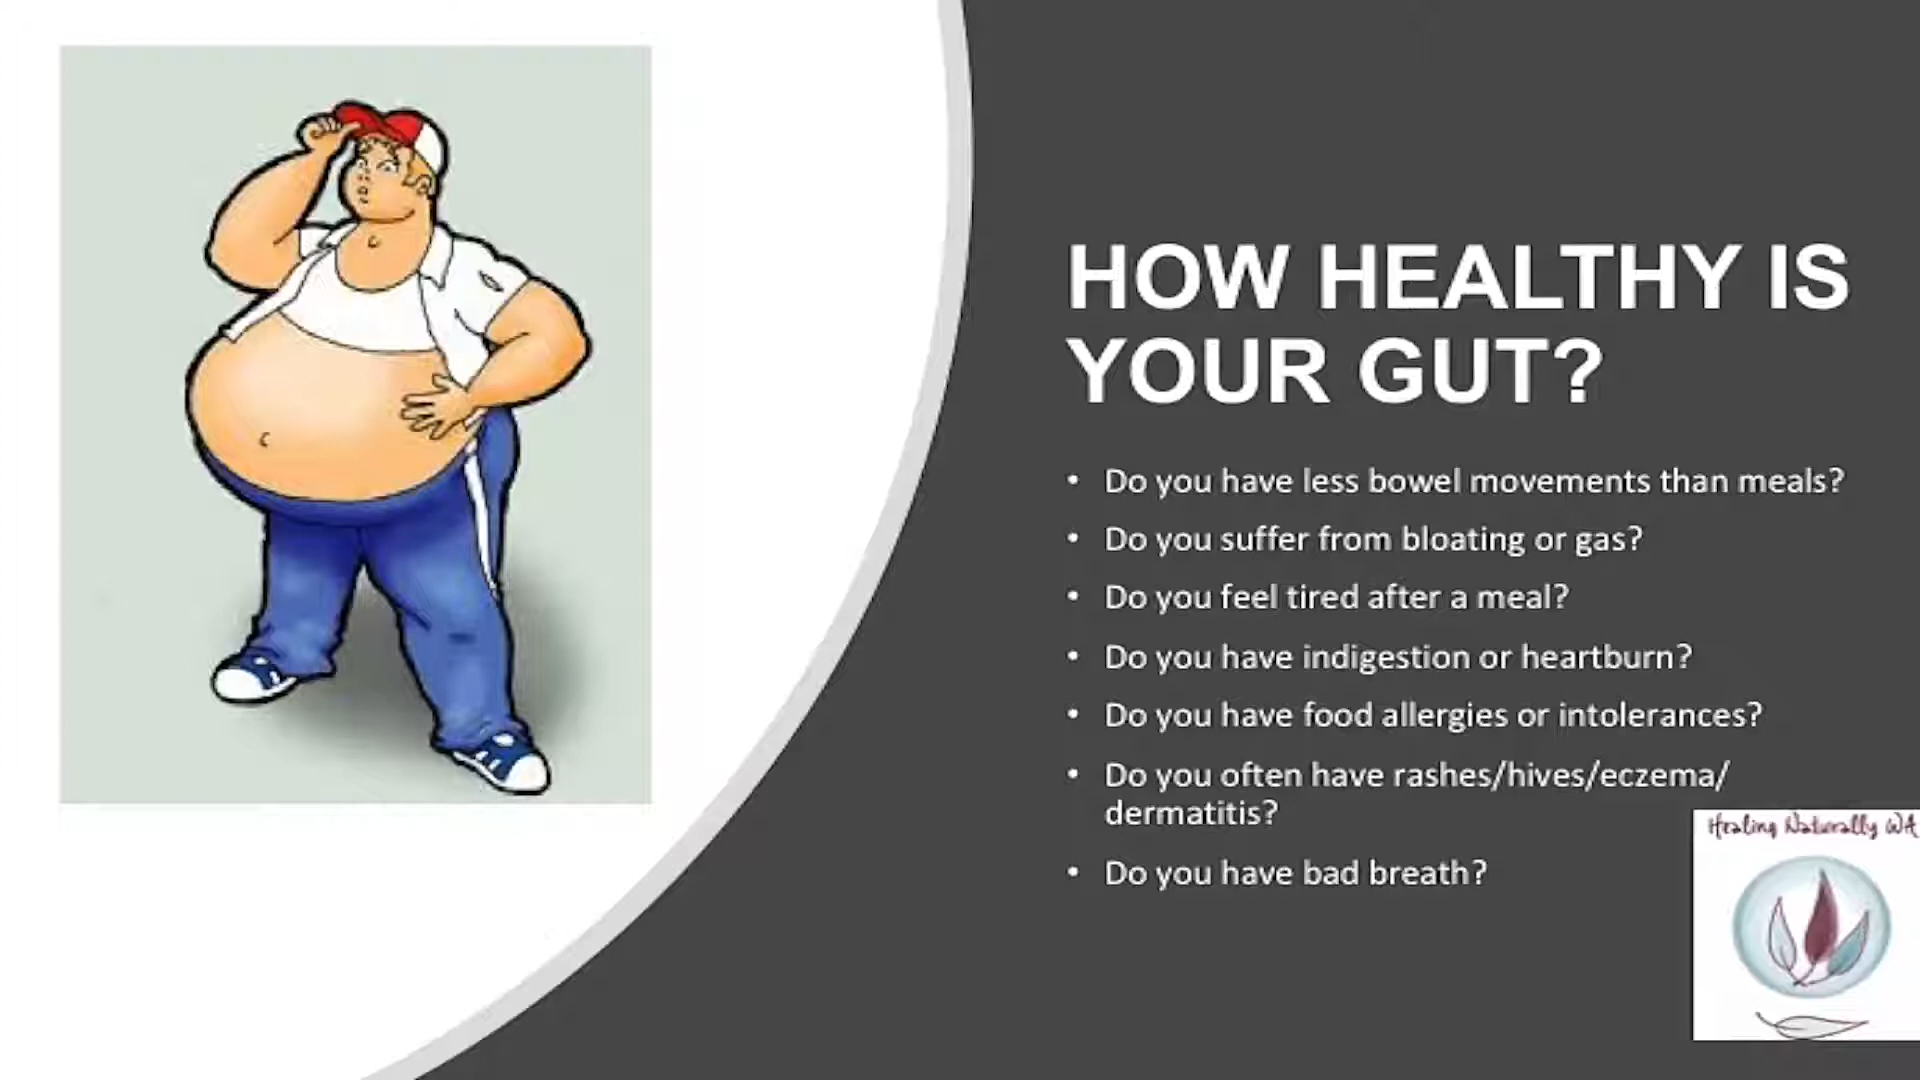 HOW HEALTHY IS
YOUR GUT?
• Do you have less bowel movements than meals?
• Do you suffer from bloating or gas?
• Do you feel tired after a meal?
• Do you have indigestion or heartburn?
• Do you have food allergies or intolerances?
• Do you often have rashes/hives/eczema/
dermatitis?
• Do you have bad breath?
Healing Naturally WA